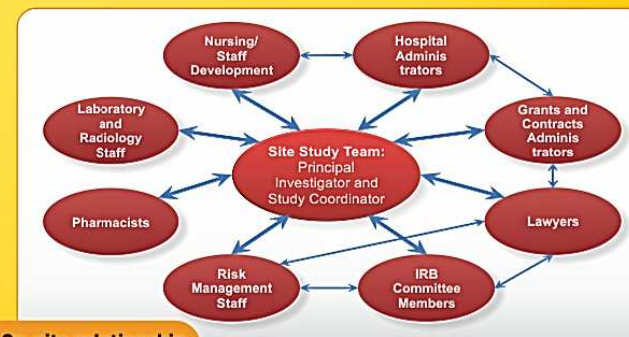 Nursing/
Staff
Development
Hospital
Adminis
trators
Laboratory
and
Radiology
Staff
Grants and
Contracts
Adminis
trators
Site Study Team:
Principal
Investigator and
Study Coordinator
Pharmacists
Lawyers
Risk
Management
Staff
IRB
Committee
Members